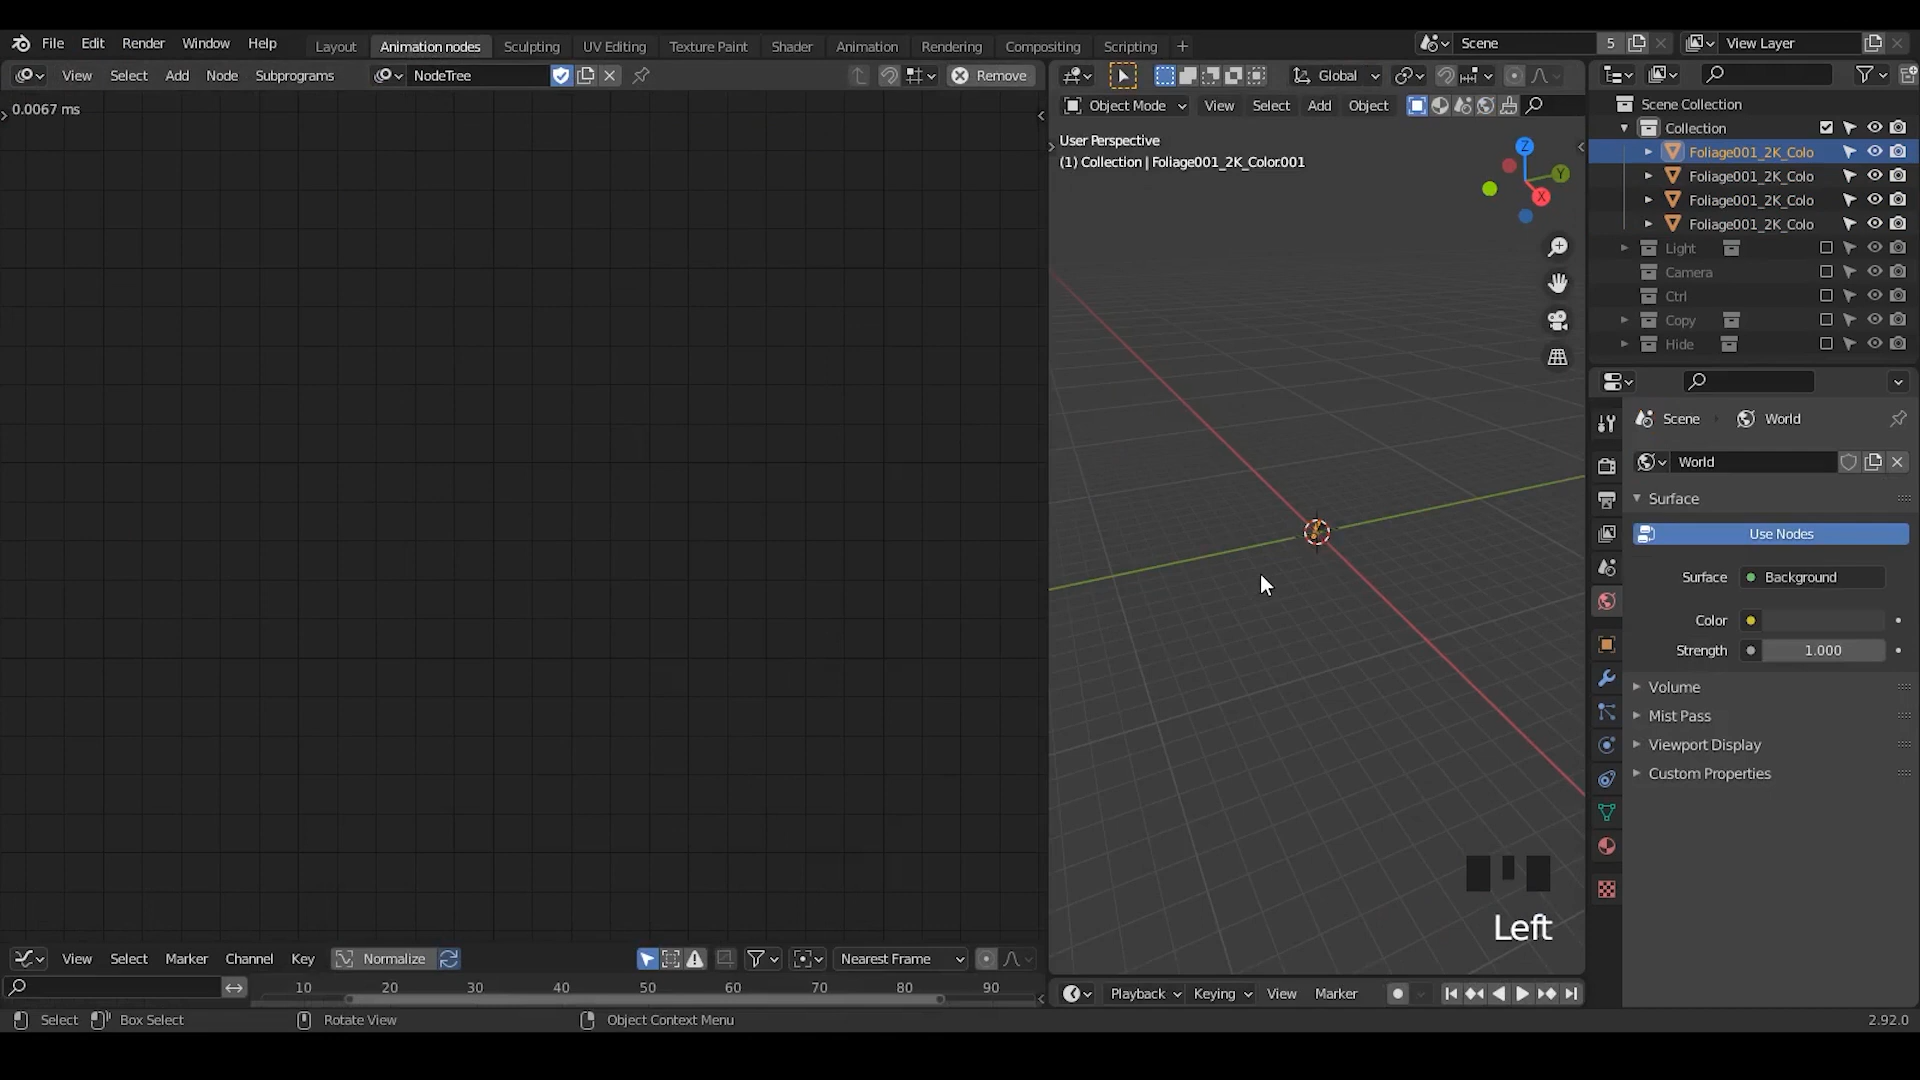 File Edit Render Window Help Layout Animation nodes Sculpting UV Editing Texture Paint Shader Animation Rendering Compositing Scripting + Scene 5 View Layer
View Select Add Node Subprograms NodeTree Remove Global
Object Mode View Select Add Object
0.0067 ms
User Perspective
(1) Collection | Foliage001_2K_Color.001
Z
Y
X
Scene Collection
Collection
Foliage001_2K_Colo
Foliage001_2K_Colo
Foliage001_2K_Colo
Foliage001_2K_Colo
Light
Camera
Ctrl
Copy
Hide
Scene World
World
Surface
Use Nodes
Surface Background
Color
Strength 1.000
Volume
Mist Pass
Viewport Display
Custom Properties
Left
View Select Marker Channel Key Normalize Nearest Frame
10 20 30 40 50 60 70 80 90
Playback Keying View Marker
Select Box Select Rotate View Object Context Menu 2.92.0